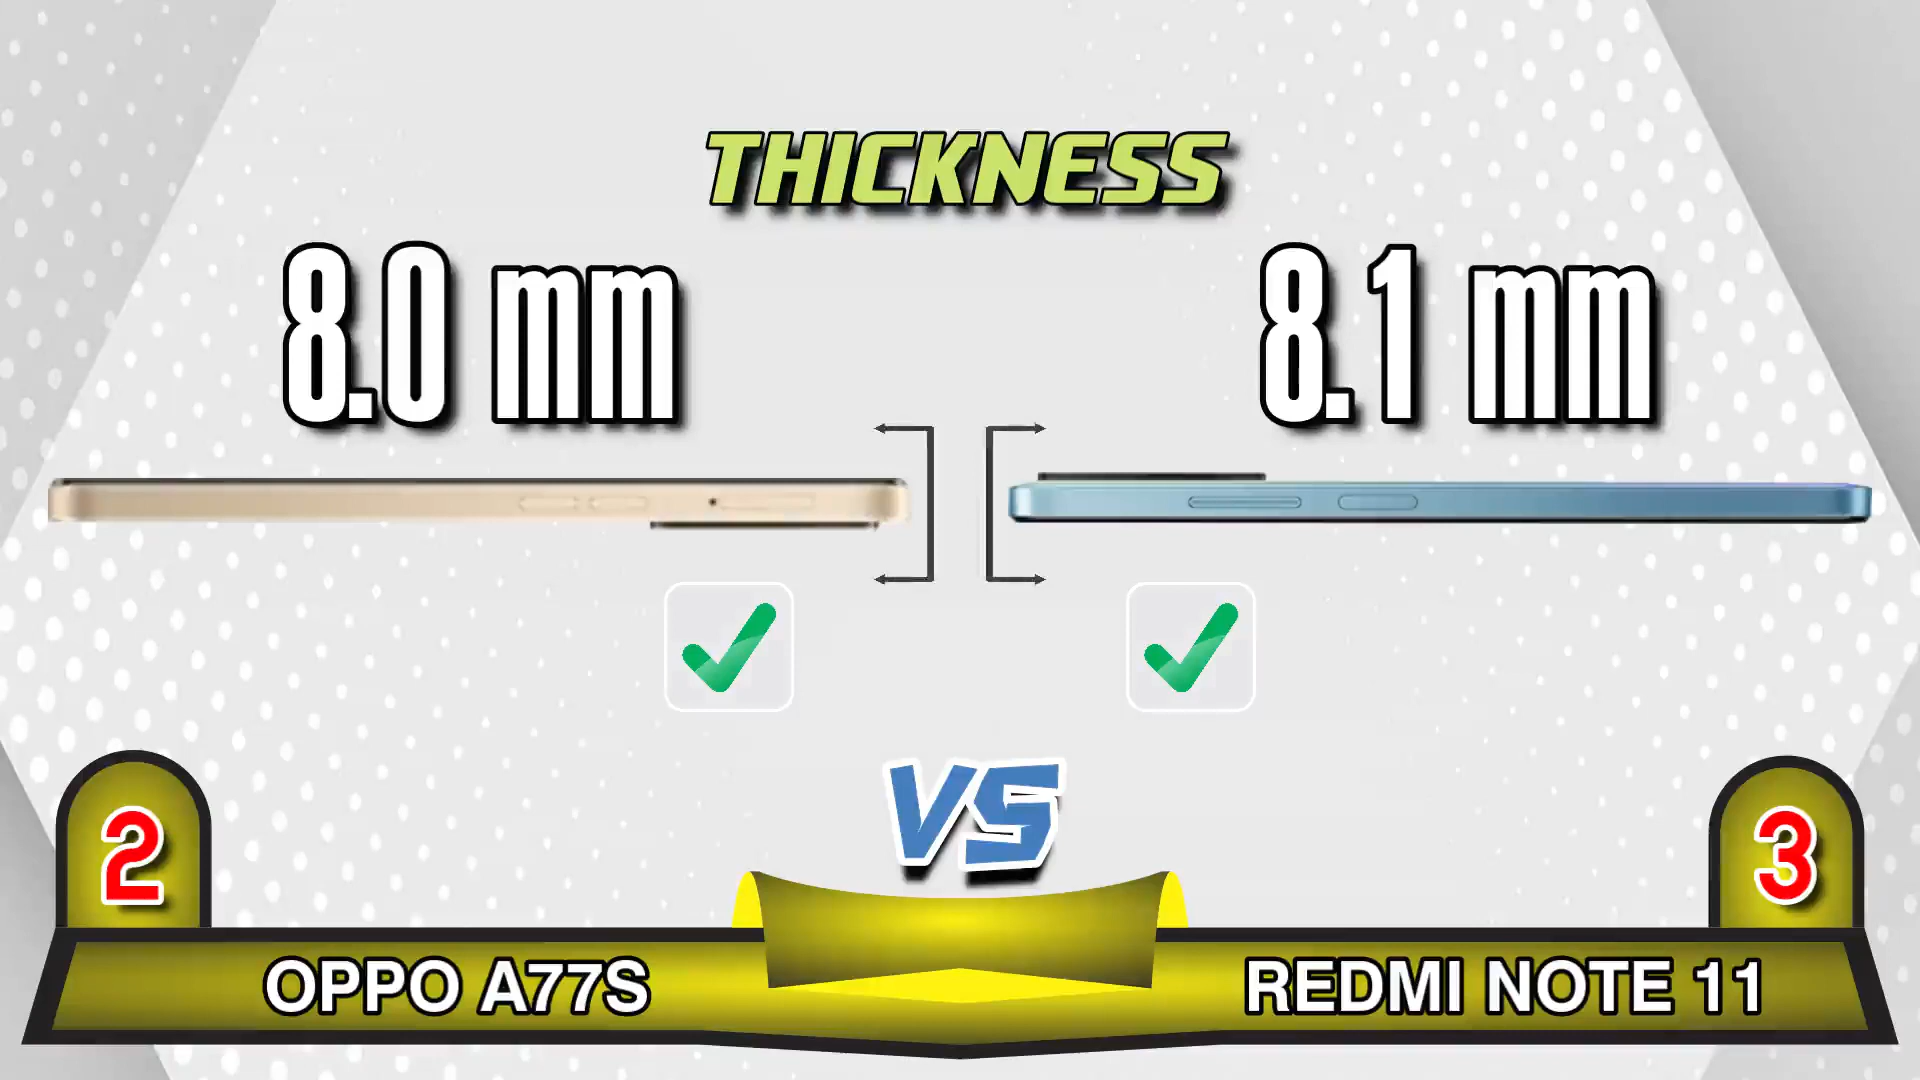 THICKNESS
8.0 mm
8.1 mm
VS
2
3
OPPO A77S
REDMI NOTE 11